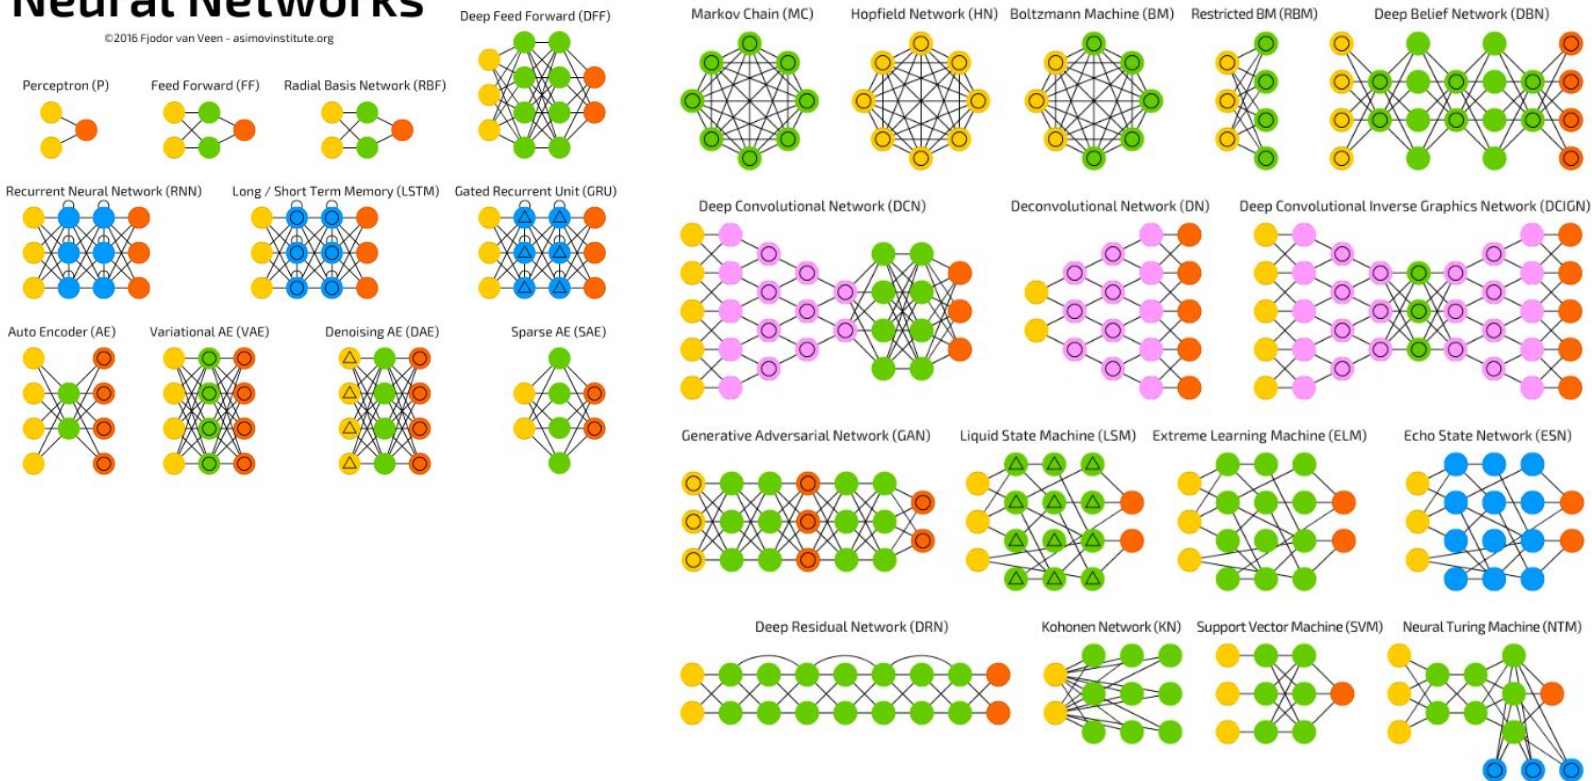 Neural Networks
©2016 Fjodor van Veen - asimovinstitute.org
Deep Feed Forward (DFF)
Perceptron (P)
Feed Forward (FF)
Radial Basis Network (RBF)
Recurrent Neural Network (RNN)
Long / Short Term Memory (LSTM)
Gated Recurrent Unit (GRU)
Auto Encoder (AE)
Variational AE (VAE)
Denoising AE (DAE)
Sparse AE (SAE)
Markov Chain (MC)
Hopfield Network (HN)
Boltzmann Machine (BM)
Restricted BM (RBM)
Deep Belief Network (DBN)
Deep Convolutional Network (DCN)
Deconvolutional Network (DN)
Deep Convolutional Inverse Graphics Network (DCIGN)
Generative Adversarial Network (GAN)
Liquid State Machine (LSM)
Extreme Learning Machine (ELM)
Echo State Network (ESN)
Deep Residual Network (DRN)
Kohonen Network (KN)
Support Vector Machine (SVM)
Neural Turing Machine (NTM)